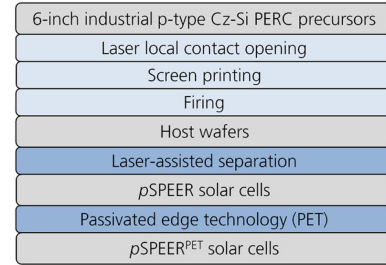 6-inch industrial p-type Cz-Si PERC precursors
Laser local contact opening
Screen printing
Firing
Host wafers
Laser-assisted separation
pSPEER solar cells
Passivated edge technology (PET)
pSPEERᴾᴱᵀ solar cells